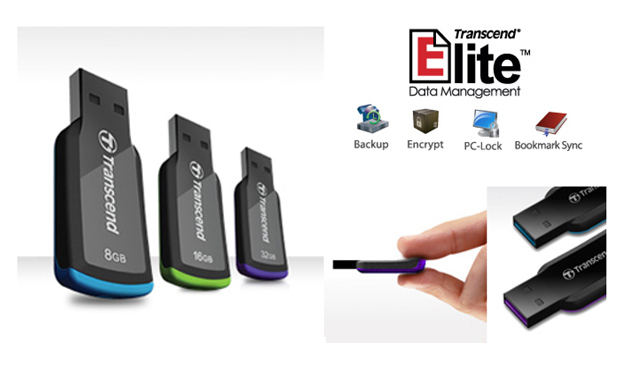 Transcend
8GB
Transcend
16GB
Transcend
32GB
Transcend®
Elite™
Data Management
Backup
Encrypt
PC-Lock
Bookmark Sync
Transcend
Transcend